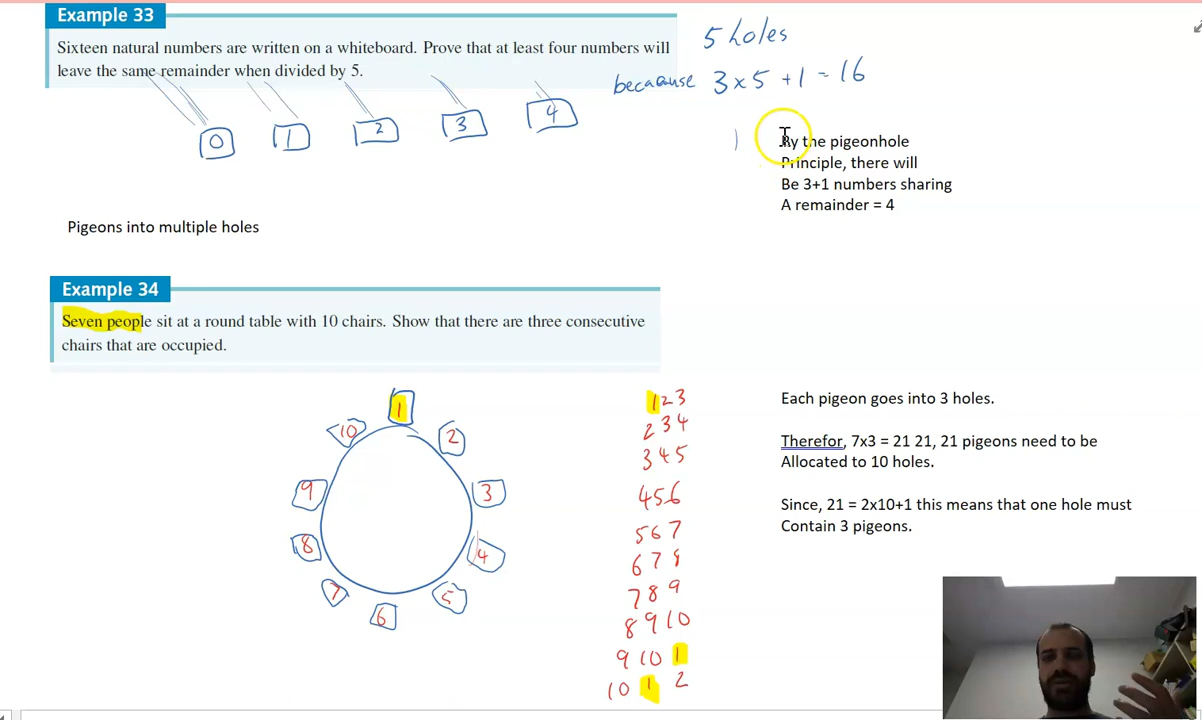 Example 33
Sixteen natural numbers are written on a whiteboard. Prove that at least four numbers will
leave the same remainder when divided by 5.
5 holes
becaause 3 x 5 + 1 = 16
0 1 2 3 4
By the pigeonhole
Principle, there will
Be 3+1 numbers sharing
A remainder = 4
Pigeons into multiple holes
Example 34
Seven people sit at a round table with 10 chairs. Show that there are three consecutive
chairs that are occupied.
1
2
3
4
5
6
7
8
9
10
1 2 3
2 3 4
3 4 5
4 5 6
5 6 7
6 7 8
7 8 9
8 9 10
9 10 1
10 1 2
Each pigeon goes into 3 holes.
Therefor, 7x3 = 21 21, 21 pigeons need to be
Allocated to 10 holes.
Since, 21 = 2x10+1 this means that one hole must
Contain 3 pigeons.